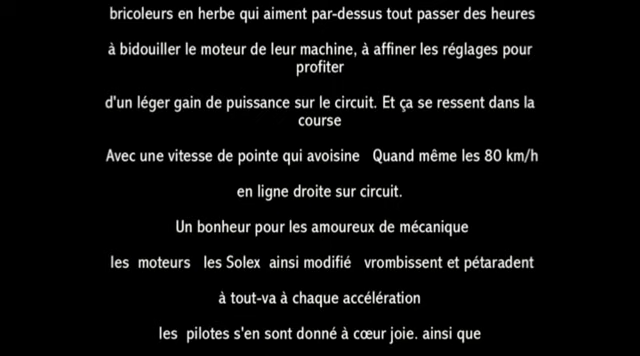 bricoleurs en herbe qui aiment par-dessus tout passer des heures
à bidouiller le moteur de leur machine, à affiner les réglages pour
profiter
d'un léger gain de puissance sur le circuit. Et ça se ressent dans la
course
Avec une vitesse de pointe qui avoisine Quand même les 80 km/h
en ligne droite sur circuit.
Un bonheur pour les amoureux de mécanique
les moteurs les Solex ainsi modifié vrombissent et pétaradent
à tout-va à chaque accélération
les pilotes s'en sont donné à cœur joie. ainsi que